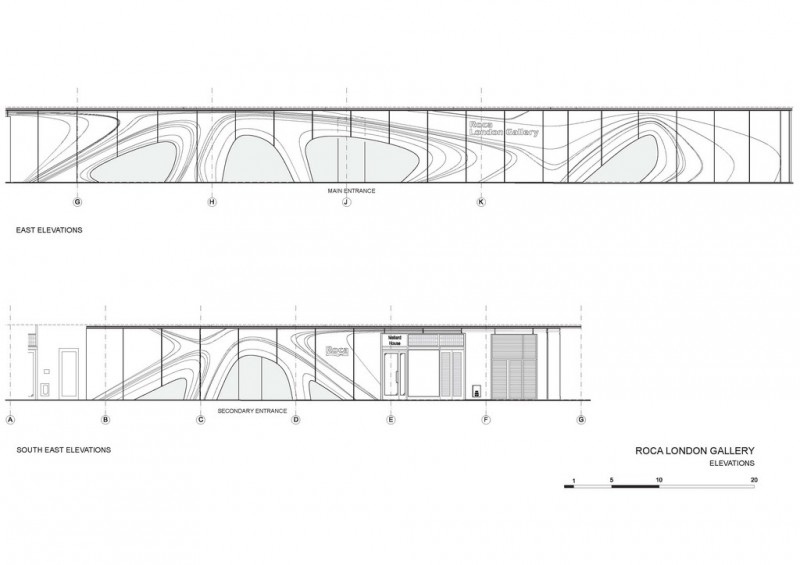 Roca
London Gallery
MAIN ENTRANCE
G H J K
EAST ELEVATIONS
Roca
Mallard
House
SECONDARY ENTRANCE
A B C D E F G
SOUTH EAST ELEVATIONS
ROCA LONDON GALLERY
ELEVATIONS
1 5 10 20